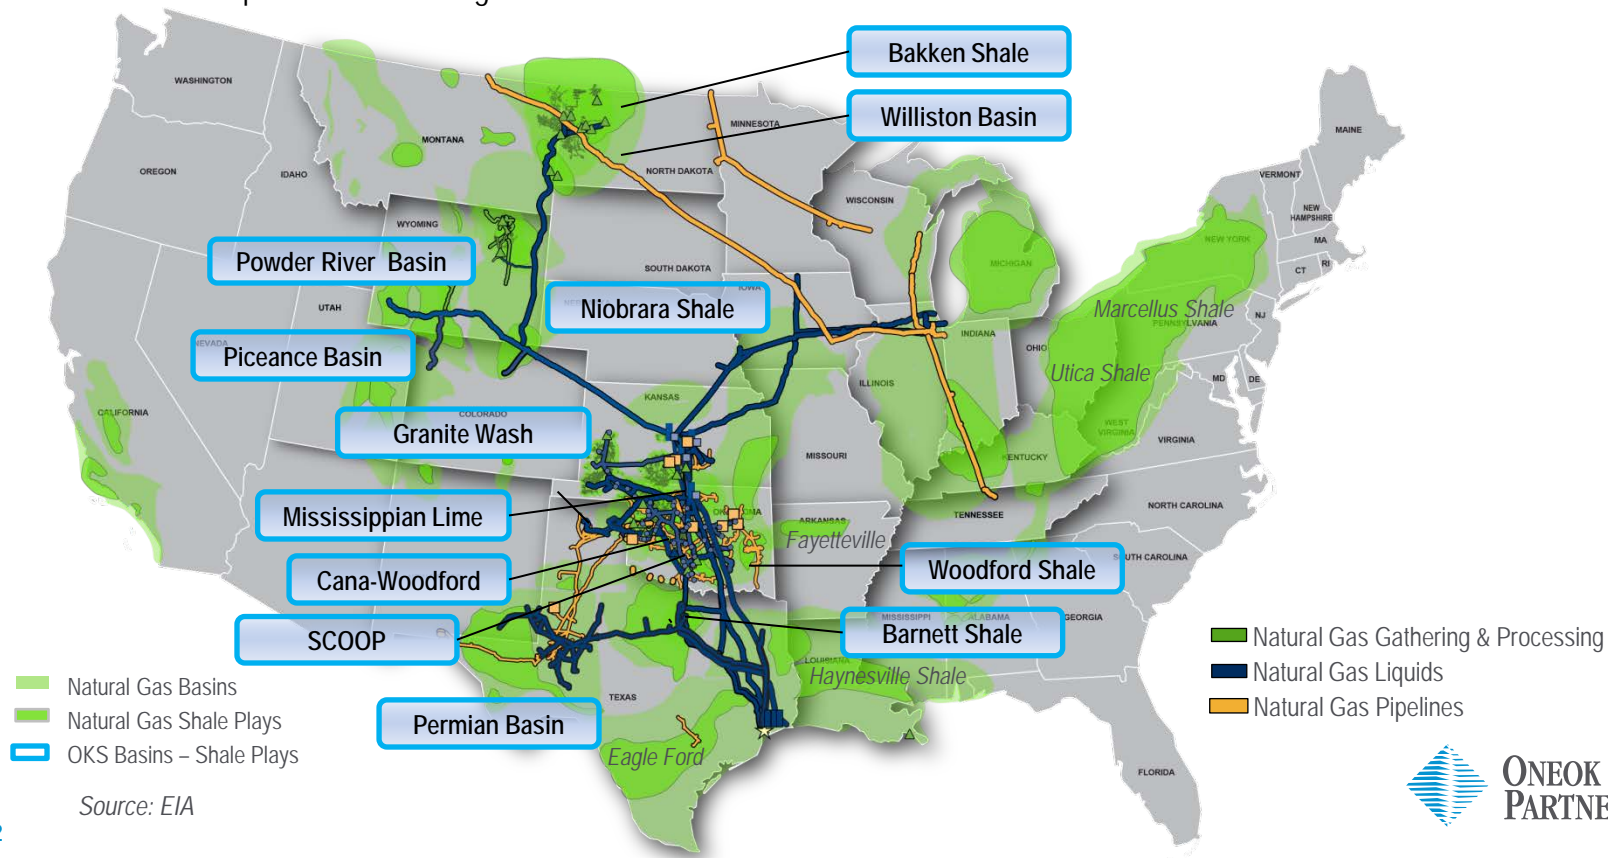 Bakken Shale
Williston Basin
WASHINGTON
MONTANA
MINNESOTA
MAINE
OREGON
IDAHO
NORTH DAKOTA
VERMONT
NEW
HAMPSHIRE
WISCONSIN
WYOMING
NEW YORK
MA
RI
CT
Powder River Basin
SOUTH DAKOTA
MICHIGAN
IOWA
UTAH
Niobrara Shale
Marcellus Shale
PENNSYLVANIA
NJ
NEVADA
INDIANA
OHIO
Piceance Basin
Utica Shale
MD
DE
ILLINOIS
KANSAS
CALIFORNIA
COLORADO
WEST
VIRGINIA
VIRGINIA
Granite Wash
MISSOURI
KENTUCKY
NORTH CAROLINA
Mississippian Lime
OKLAHOMA
ARKANSAS
TENNESSEE
Fayetteville
SOUTH CAROLINA
Cana-Woodford
Woodford Shale
MISSISSIPPI
ALABAMA
GEORGIA
SCOOP
Barnett Shale
LOUISIANA
Haynesville Shale
TEXAS
Permian Basin
Eagle Ford
FLORIDA
Natural Gas Gathering & Processing
Natural Gas Liquids
Natural Gas Pipelines
Natural Gas Basins
Natural Gas Shale Plays
OKS Basins – Shale Plays
Source: EIA
ONEOK
PARTNE